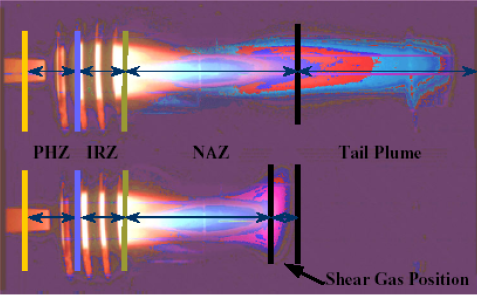 PHZ IRZ NAZ Tail Plume
Shear Gas Position